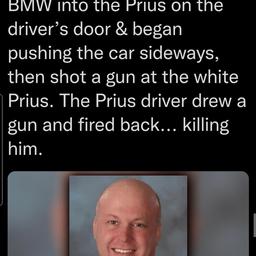 BMW into the Prius on the
driver's door & began
pushing the car sideways,
then shot a gun at the white
Prius. The Prius driver drew a
gun and fired back... killing
him.